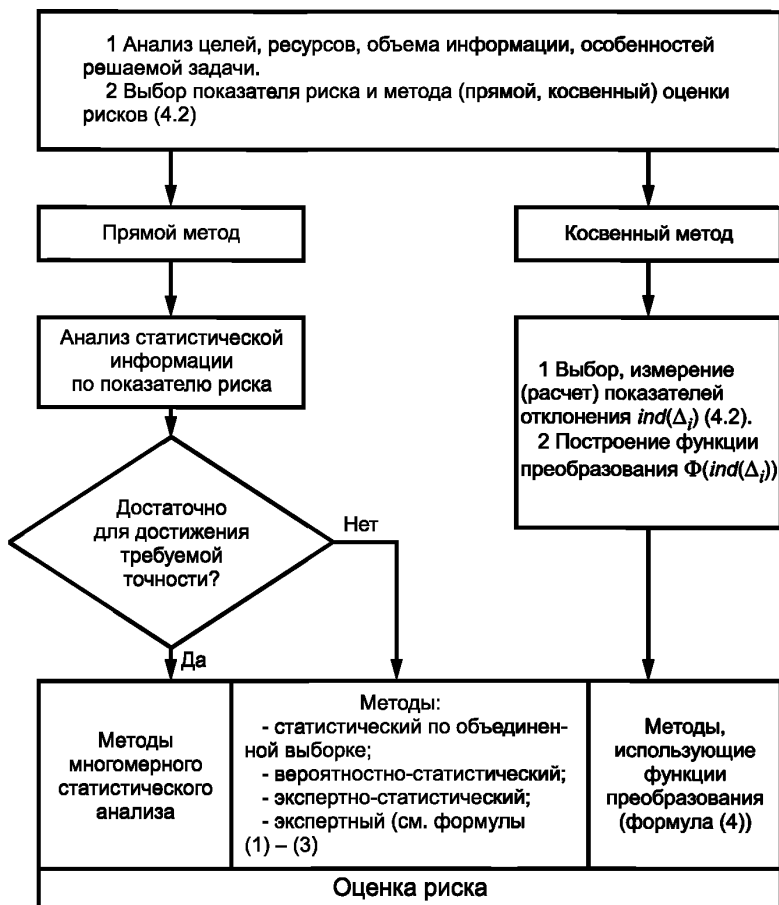 1 Анализ целей, ресурсов, объема информации, особенностей
решаемой задачи.
2 Выбор показателя риска и метода (прямой, косвенный) оценки
рисков (4.2)
Прямой метод
Косвенный метод
Анализ статистической
информации
по показателю риска
1 Выбор, измерение
(расчет) показателей
отклонения ind(Δi) (4.2).
2 Построение функции
преобразования Φ(ind(Δi))
Достаточно
для достижения
требуемой
точности?
Нет
Да
Методы
многомерного
статистического
анализа
Методы:
- статистический по объединен-
ной выборке;
- вероятностно-статистический;
- экспертно-статистический;
- экспертный (см. формулы
(1) – (3)
Методы,
использующие
функции
преобразования
(формула (4))
Оценка риска